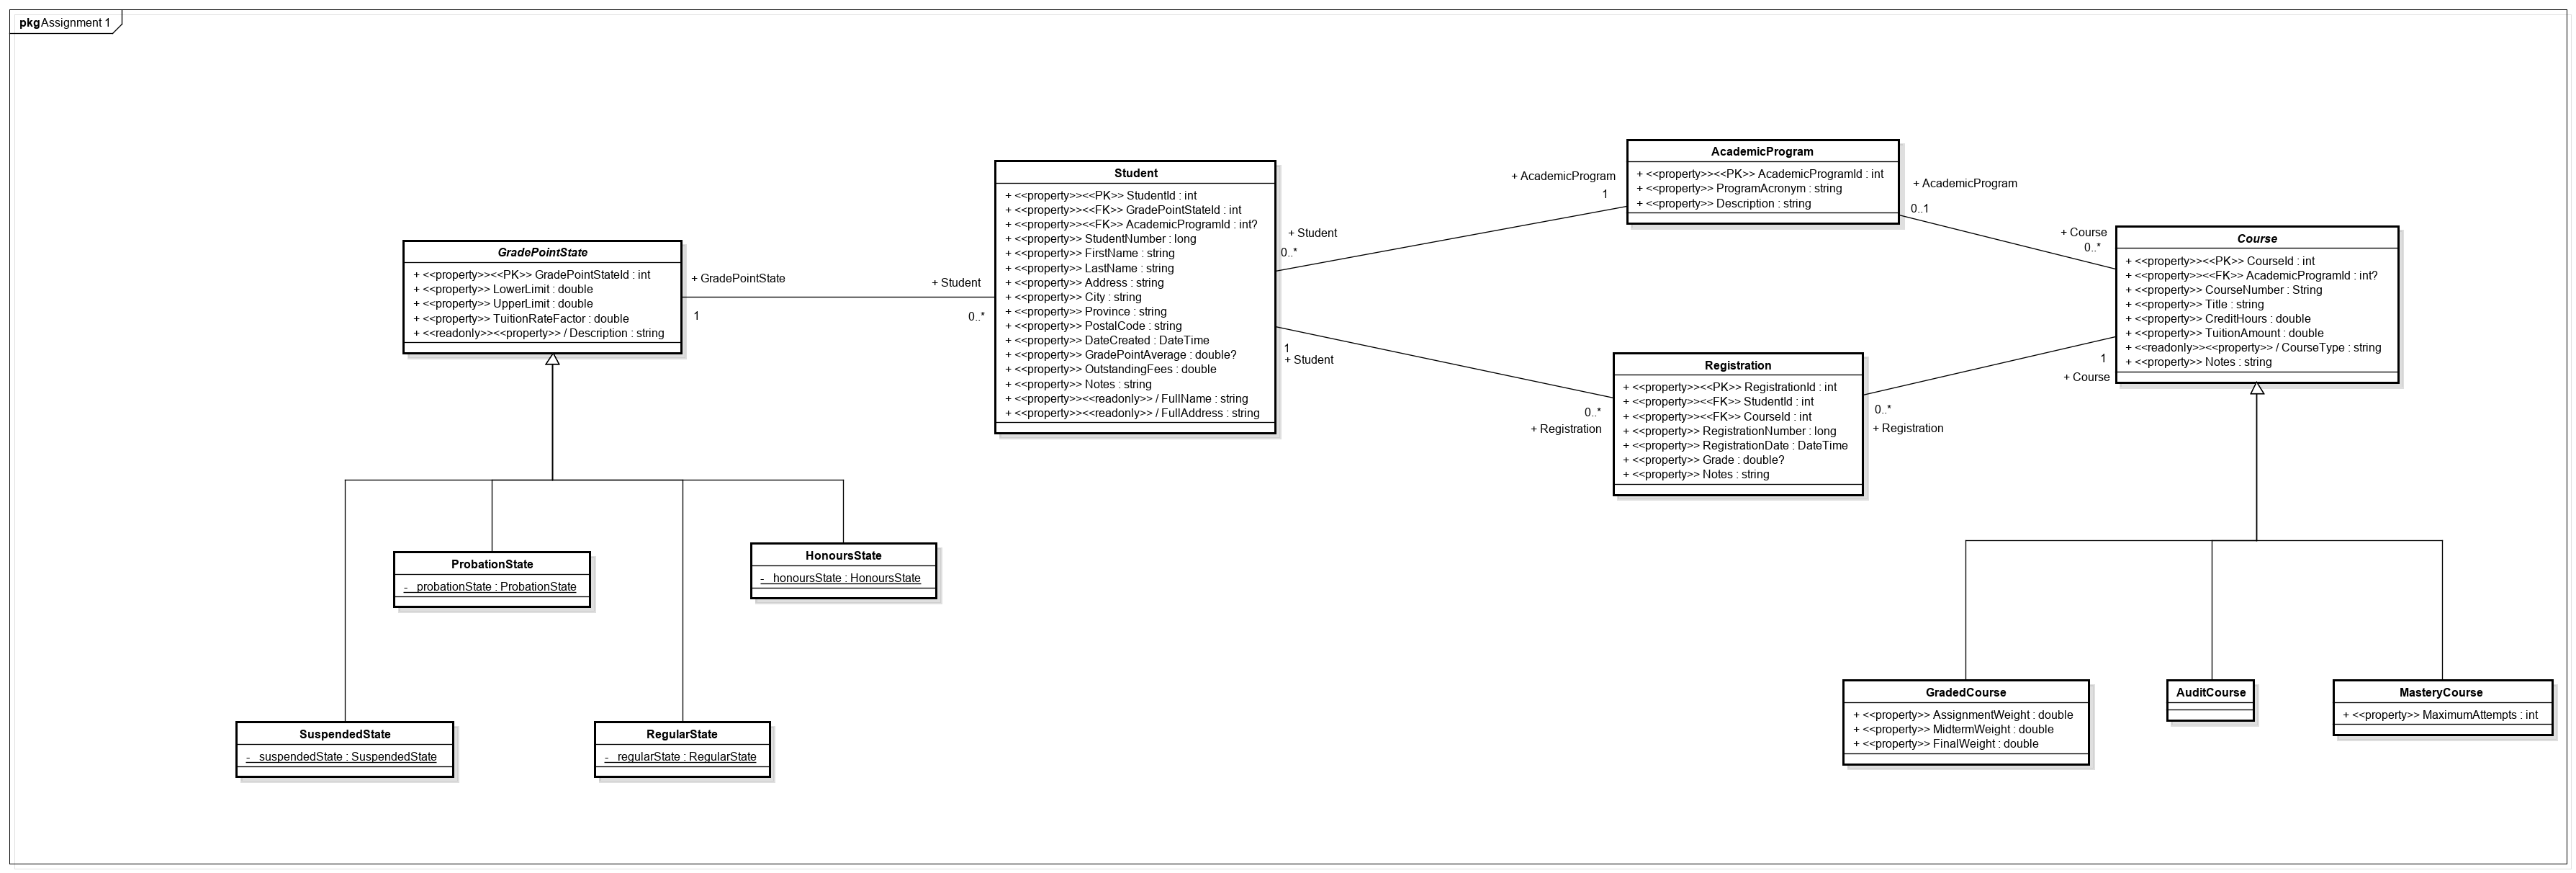 pkg Assignment 1
GradePointState
+ <<property>><<PK>> GradePointStateId : int
+ <<property>> LowerLimit : double
+ <<property>> UpperLimit : double
+ <<property>> TuitionRateFactor : double
+ <<readonly>><<property>> / Description : string
+ GradePointState
1
+ Student
0..*
Student
+ <<property>><<PK>> StudentId : int
+ <<property>><<FK>> GradePointStateId : int
+ <<property>><<FK>> AcademicProgramId : int?
+ <<property>> StudentNumber : long
+ <<property>> FirstName : string
+ <<property>> LastName : string
+ <<property>> Address : string
+ <<property>> City : string
+ <<property>> Province : string
+ <<property>> PostalCode : string
+ <<property>> DateCreated : DateTime
+ <<property>> GradePointAverage : double?
+ <<property>> OutstandingFees : double
+ <<property>> Notes : string
+ <<property>><<readonly>> / FullName : string
+ <<property>><<readonly>> / FullAddress : string
+ Student
0..*
+ AcademicProgram
1
AcademicProgram
+ <<property>><<PK>> AcademicProgramId : int
+ <<property>> ProgramAcronym : string
+ <<property>> Description : string
+ AcademicProgram
0..1
+ Course
0..*
Course
+ <<property>><<PK>> CourseId : int
+ <<property>><<FK>> AcademicProgramId : int?
+ <<property>> CourseNumber : String
+ <<property>> Title : string
+ <<property>> CreditHours : double
+ <<property>> TuitionAmount : double
+ <<readonly>><<property>> / CourseType : string
+ <<property>> Notes : string
1
+ Student
0..*
+ Registration
Registration
+ <<property>><<PK>> RegistrationId : int
+ <<property>><<FK>> StudentId : int
+ <<property>><<FK>> CourseId : int
+ <<property>> RegistrationNumber : long
+ <<property>> RegistrationDate : DateTime
+ <<property>> Grade : double?
+ <<property>> Notes : string
1
+ Course
0..*
+ Registration
ProbationState
- _probationState : ProbationState
HonoursState
- _honoursState : HonoursState
SuspendedState
- _suspendedState : SuspendedState
RegularState
- _regularState : RegularState
GradedCourse
+ <<property>> AssignmentWeight : double
+ <<property>> MidtermWeight : double
+ <<property>> FinalWeight : double
AuditCourse
MasteryCourse
+ <<property>> MaximumAttempts : int